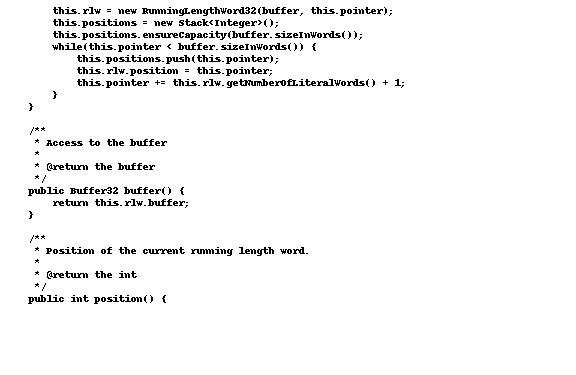 this.rlw = new RunningLengthWord32(buffer, this.pointer);
this.positions = new Stack<Integer>();
this.positions.ensureCapacity(buffer.sizeInWords());
while(this.pointer < buffer.sizeInWords()) {
this.positions.push(this.pointer);
this.rlw.position = this.pointer;
this.pointer += this.rlw.getNumberOfLiteralWords() + 1;
}
}
/**
* Access to the buffer
*
* @return the buffer
*/
public Buffer32 buffer() {
return this.rlw.buffer;
}
/**
* Position of the current running length word.
*
* @return the int
*/
public int position() {